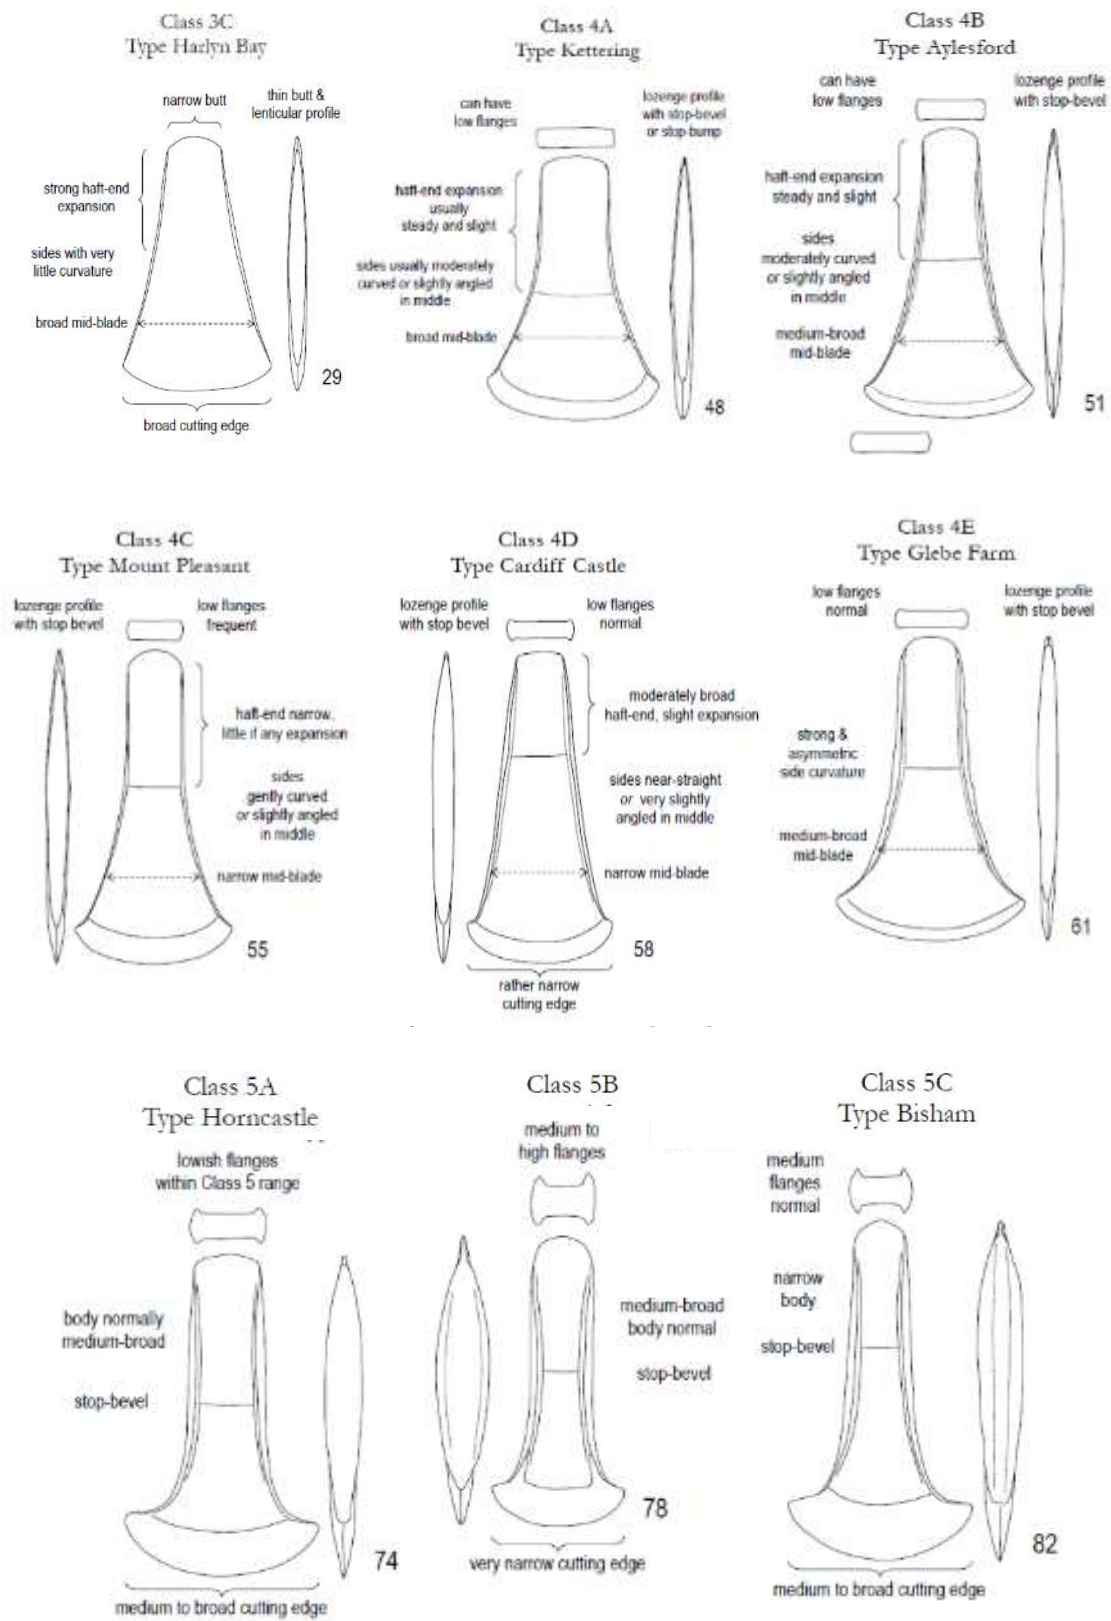 Class 3C
Type Harlyn Bay
narrow butt
thin butt &
lenticular profile
strong haft-end
expansion
sides with very
little curvature
broad mid-blade
29
broad cutting edge
Class 4A
Type Kettering
can have
low flanges
lozenge profile
with stop-bevel
or stop-bump
haft-end expansion
usually
steady and slight
sides usually moderately
curved or slightly angled
in middle
broad mid-blade
48
Class 4B
Type Aylesford
can have
low flanges
lozenge profile
with stop-bevel
haft-end expansion
steady and slight
sides
moderately curved
or slightly angled
in middle
medium-broad
mid-blade
51
Class 4C
Type Mount Pleasant
lozenge profile
with stop bevel
low flanges
frequent
haft-end narrow,
little if any expansion
sides
gently curved
or slightly angled
in middle
narrow mid-blade
55
Class 4D
Type Cardiff Castle
lozenge profile
with stop bevel
low flanges
normal
moderately broad
haft-end, slight expansion
sides near-straight
or very slightly
angled in middle
narrow mid-blade
58
rather narrow
cutting edge
Class 4E
Type Glebe Farm
low flanges
normal
lozenge profile
with stop bevel
strong &
asymmetric
side curvature
medium-broad
mid-blade
61
Class 5A
Type Horncastle
lowish flanges
within Class 5 range
body normally
medium-broad
stop-bevel
74
medium to broad cutting edge
Class 5B
medium to
high flanges
medium-broad
body normal
stop-bevel
78
very narrow cutting edge
Class 5C
Type Bisham
medium
flanges
normal
narrow
body
stop-bevel
82
medium to broad cutting edge